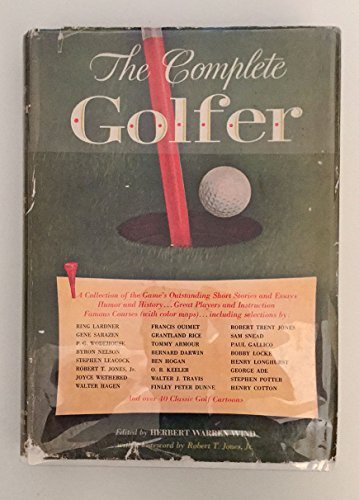 The Complete
Golfer
A Collection of the Game's Outstanding Short Stories and Essays
Humor and History...Great Players and Instruction
Famous Courses (with color maps)...including selections by:
RING LARDNER
GENE SARAZEN
P. G. WODEHOUSE
BYRON NELSON
STEPHEN LEACOCK
ROBERT T. JONES, Jr.
JOYCE WETHERED
WALTER HAGEN
FRANCIS OUIMET
GRANTLAND RICE
TOMMY ARMOUR
BERNARD DARWIN
BEN HOGAN
O. B. KEELER
WALTER J. TRAVIS
FINLEY PETER DUNNE
ROBERT TRENT JONES
SAM SNEAD
PAUL GALLICO
BOBBY LOCKE
HENRY LONGHURST
GEORGE ADE
STEPHEN POTTER
HENRY COTTON
And over 40 Classic Golf Cartoons
Edited by HERBERT WARREN WIND
with a Foreword by Robert T. Jones, Jr.